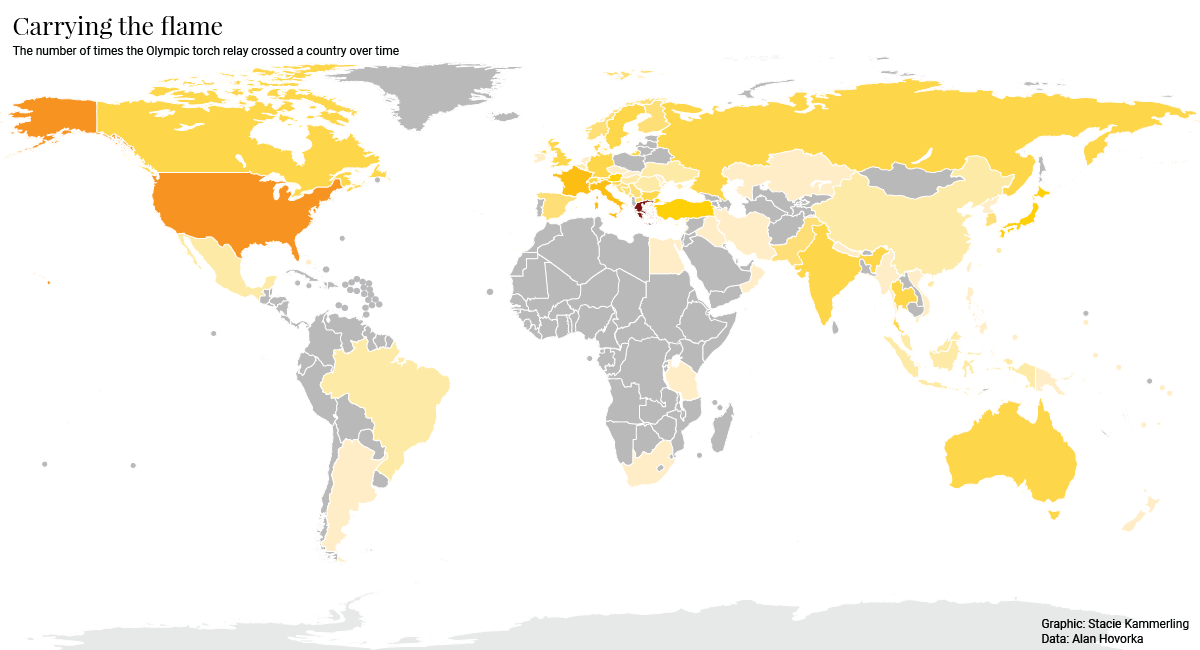 Carrying the flame
The number of times the Olympic torch relay crossed a country over time
Graphic: Stacie Kammerling
Data: Alan Hovorka